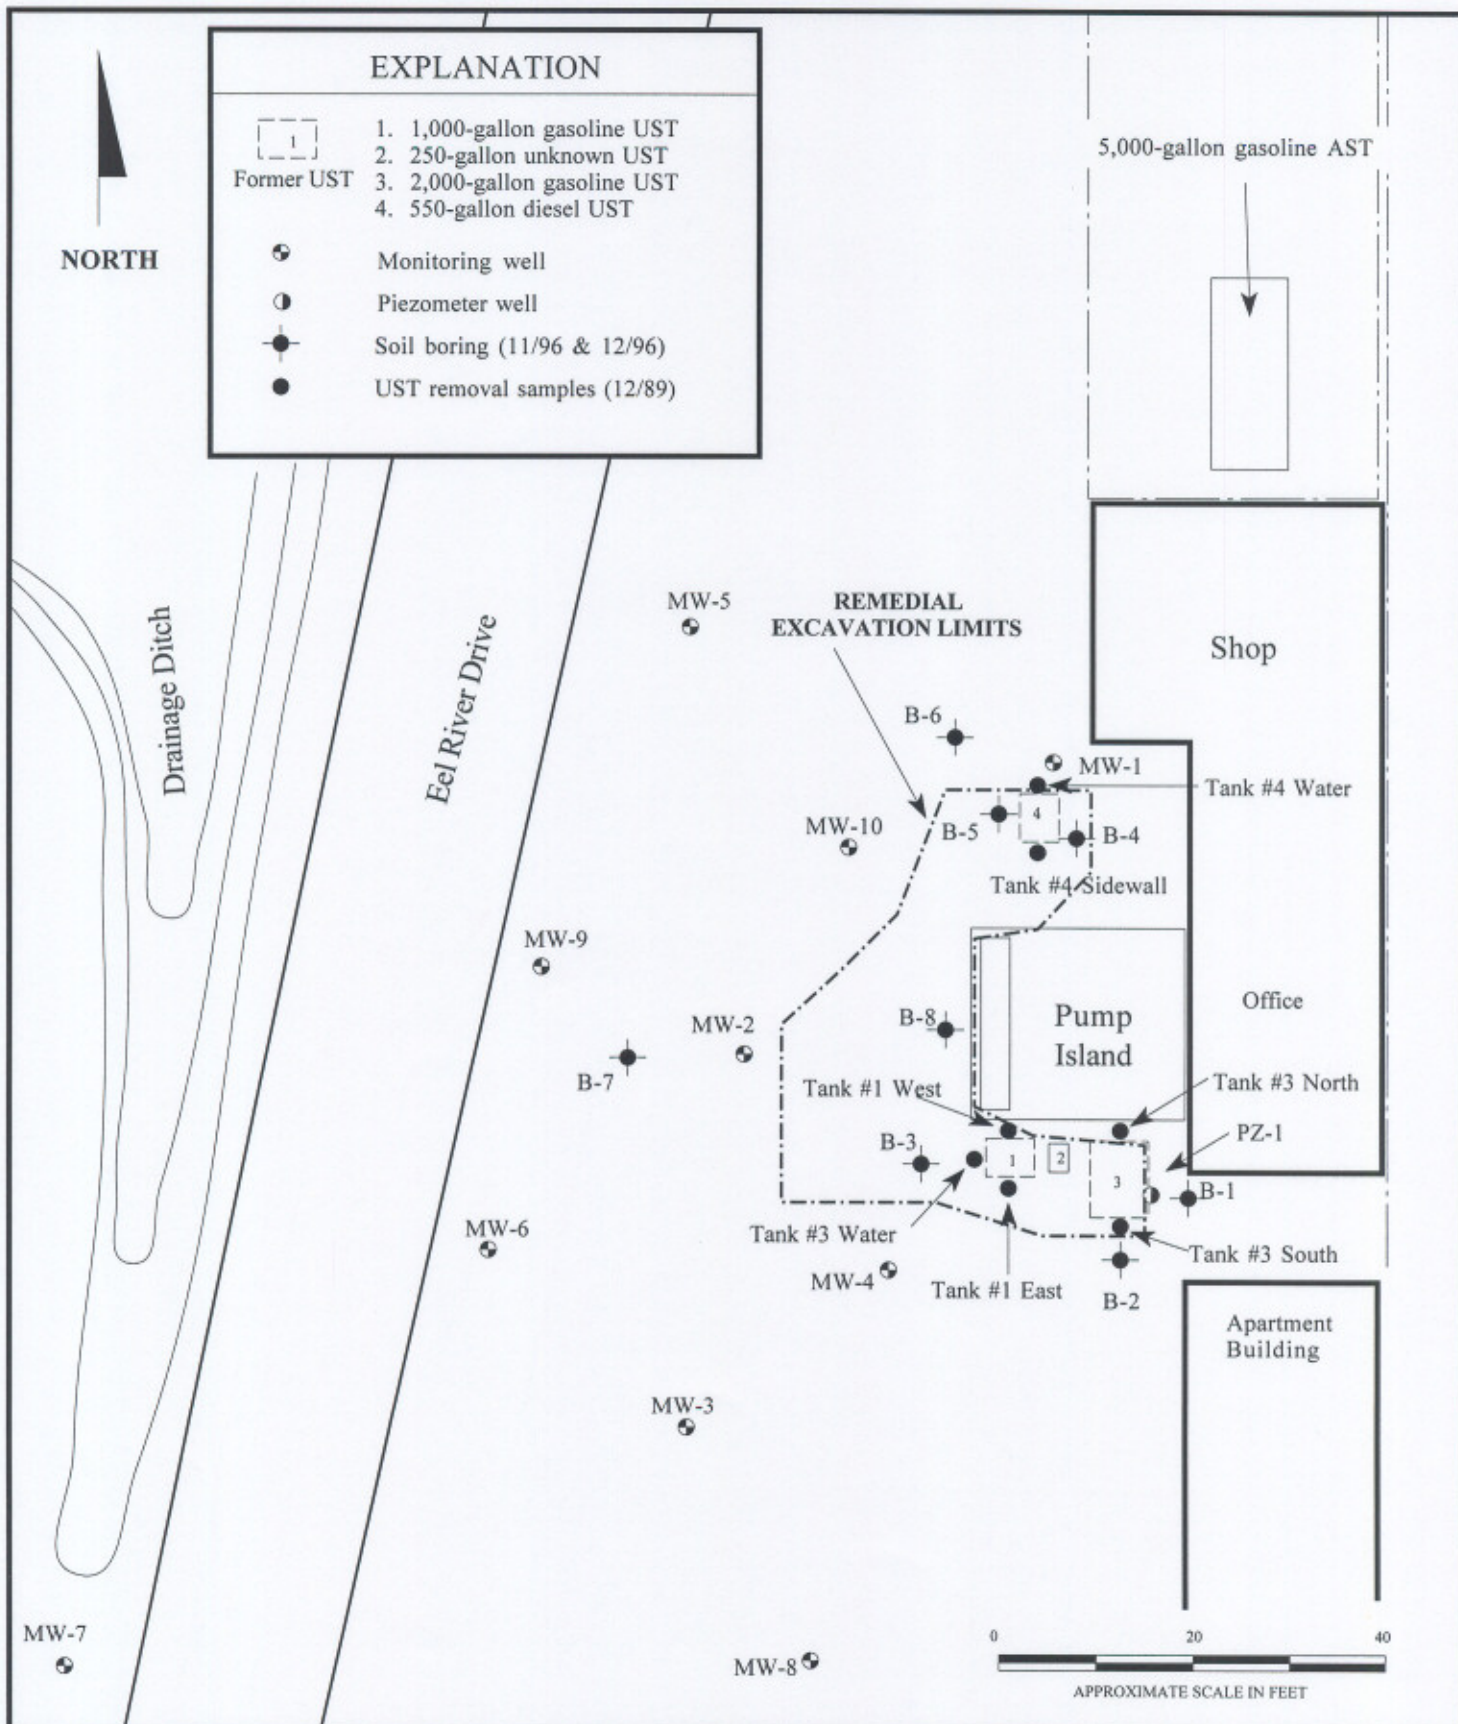 EXPLANATION
1
Former UST
1. 1,000-gallon gasoline UST
2. 250-gallon unknown UST
3. 2,000-gallon gasoline UST
4. 550-gallon diesel UST
Monitoring well
Piezometer well
Soil boring (11/96 & 12/96)
UST removal samples (12/89)
NORTH
5,000-gallon gasoline AST
Drainage Ditch
Eel River Drive
MW-5
REMEDIAL
EXCAVATION LIMITS
Shop
B-6
MW-1
Tank #4 Water
4
MW-10
B-5
B-4
Tank #4 Sidewall
MW-9
Office
Pump
Island
B-8
MW-2
B-7
Tank #1 West
Tank #3 North
PZ-1
B-3
1
2
3
B-1
MW-6
Tank #3 Water
Tank #3 South
MW-4
Tank #1 East
B-2
Apartment
Building
MW-3
MW-7
MW-8
0 20 40
APPROXIMATE SCALE IN FEET